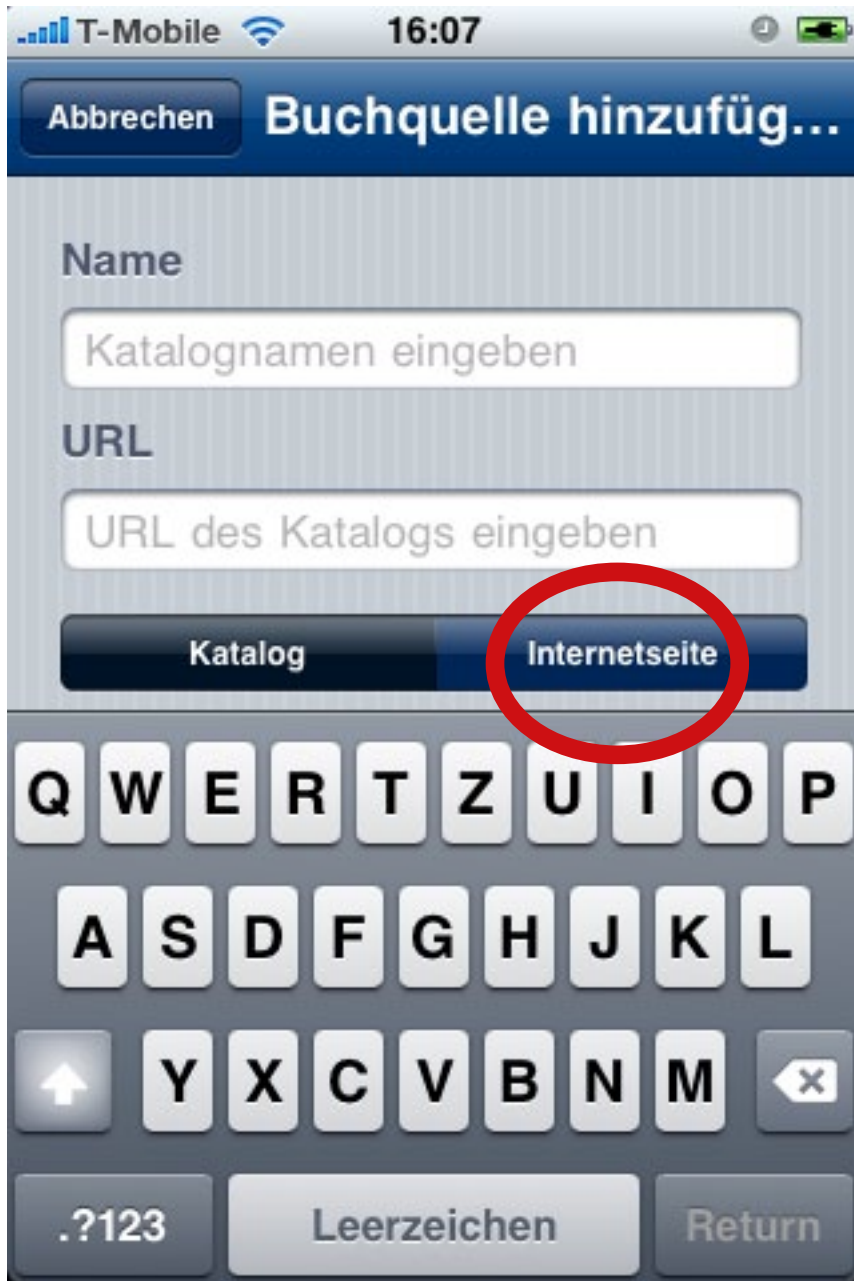 T-Mobile 16:07
Abbrechen Buchquelle hinzufüg...
Name
Katalognamen eingeben
URL
URL des Katalogs eingeben
Katalog Internetseite
Q W E R T Z U I O P
A S D F G H J K L
Y X C V B N M
.?123 Leerzeichen Return